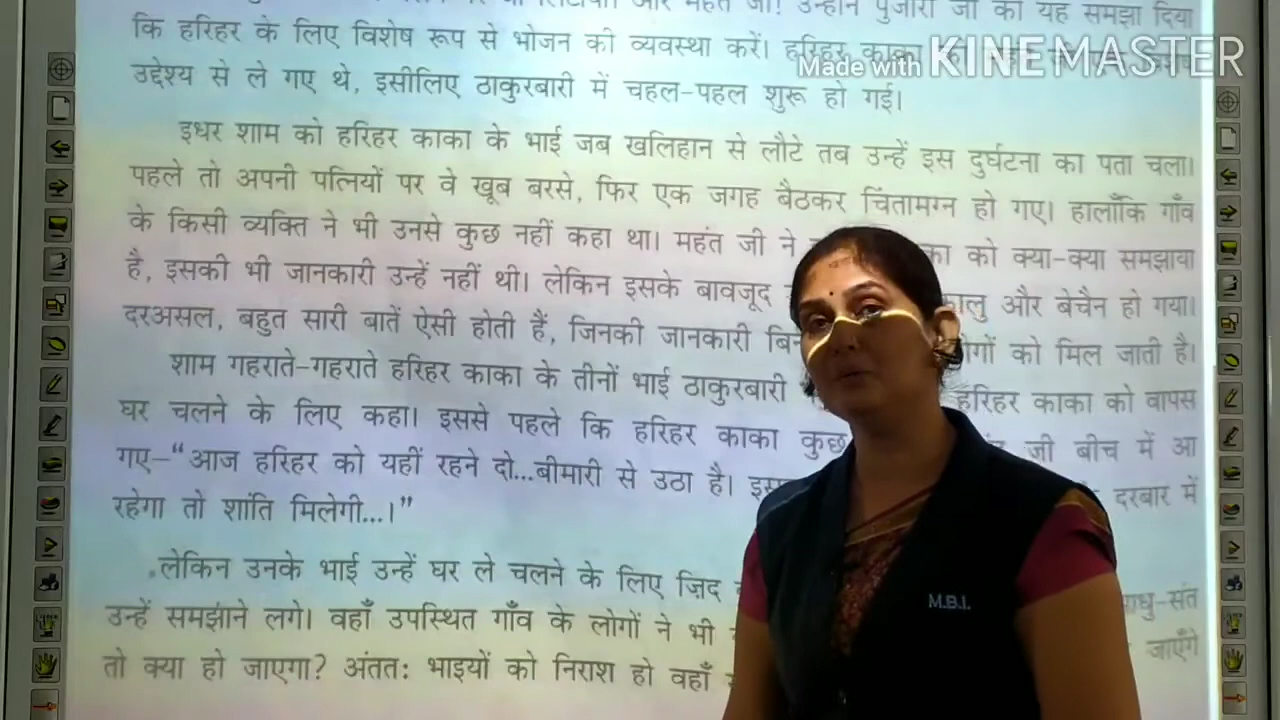 जी! उन्होंने पुजारी जी को यह समझा दिया
कि हरिहर के लिए विशेष रूप से भोजन की व्यवस्था करें। हरिहर काका
Made with KINEMASTER
उद्देश्य से ले गए थे, इसीलिए ठाकुरबारी में चहल-पहल शुरू हो गई।
इधर शाम को हरिहर काका के भाई जब खलिहान से लौटे तब उन्हें इस दुर्घटना का पता चला।
पहले तो अपनी पत्नियों पर वे खूब बरसे, फिर एक जगह बैठकर चिंतामग्न हो गए। हालाँकि गाँव
के किसी व्यक्ति ने भी उनसे कुछ नहीं कहा था। महंत जी ने को क्या-क्या समझाया
है, इसकी भी जानकारी उन्हें नहीं थी। लेकिन इसके बावजूद और बेचैन हो गया।
दरअसल, बहुत सारी बातें ऐसी होती हैं, जिनकी जानकारी को मिल जाती है।
शाम गहराते-गहराते हरिहर काका के तीनों भाई ठाकुरबारी हरिहर काका को वापस
घर चलने के लिए कहा। इससे पहले कि हरिहर काका कुछ जी बीच में आ
गए–“आज हरिहर को यहीं रहने दो...बीमारी से उठा है। दरबार में
रहेगा तो शांति मिलेगी...।”
लेकिन उनके भाई उन्हें घर ले चलने के लिए ज़िद
उन्हें समझाने लगे। वहाँ उपस्थित गाँव के लोगों ने भी जाएँगे
तो क्या हो जाएगा? अंततः भाइयों को निराश हो वहाँ
M.B.I.